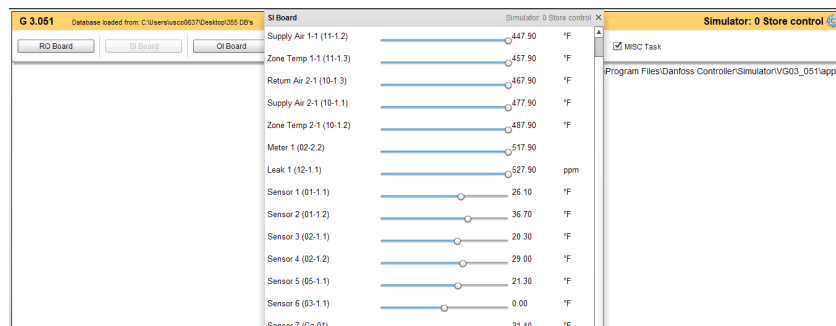 G 3.051 Database loaded from: C:\Users\usco0637\Desktop\355 DB's
RO Board SI Board OI Board
SI Board Simulator: 0 Store control
Supply Air 1-1 (11-1.2) 447.90 °F
Zone Temp 1-1 (11-1.3) 457.90 °F
Return Air 2-1 (10-1.3) 467.90 °F
Supply Air 2-1 (10-1.1) 477.90 °F
Zone Temp 2-1 (10-1.2) 487.90 °F
Meter 1 (02-2.2) 517.90
Leak 1 (12-1.1) 527.90 ppm
Sensor 1 (01-1.1) 26.10 °F
Sensor 2 (01-1.2) 36.70 °F
Sensor 3 (02-1.1) 20.30 °F
Sensor 4 (02-1.2) 29.00 °F
Sensor 5 (05-1.1) 21.30 °F
Sensor 6 (03-1.1) 0.00 °F
Sensor 7 (Ca 01) 31.40 °F
Simulator: 0 Store control
MISC Task
\Program Files\Danfoss Controller\Simulator\VG03_051\app